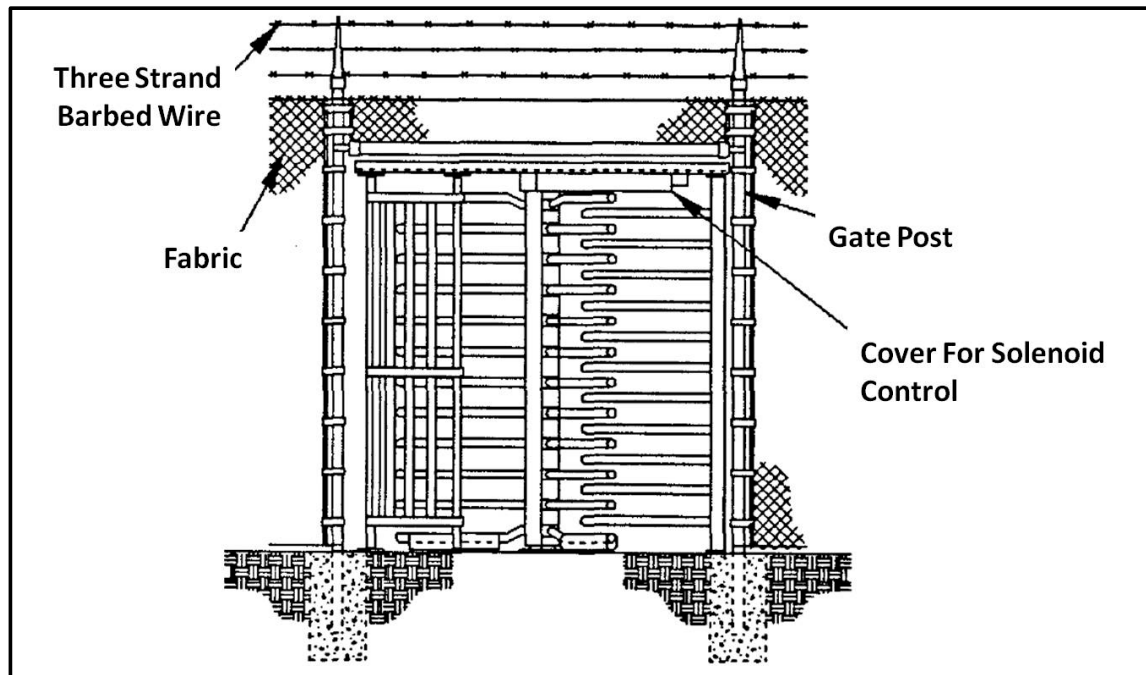 Three Strand
Barbed Wire
Fabric
Gate Post
Cover For Solenoid
Control